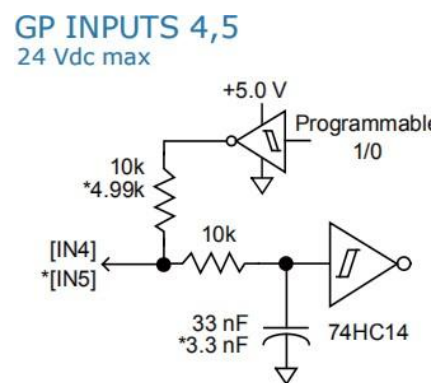 GP INPUTS 4,5
24 Vdc max
+5.0 V
Programmable
1/0
10k
*4.99k
10k
[IN4]
*[IN5]
33 nF
*3.3 nF
74HC14